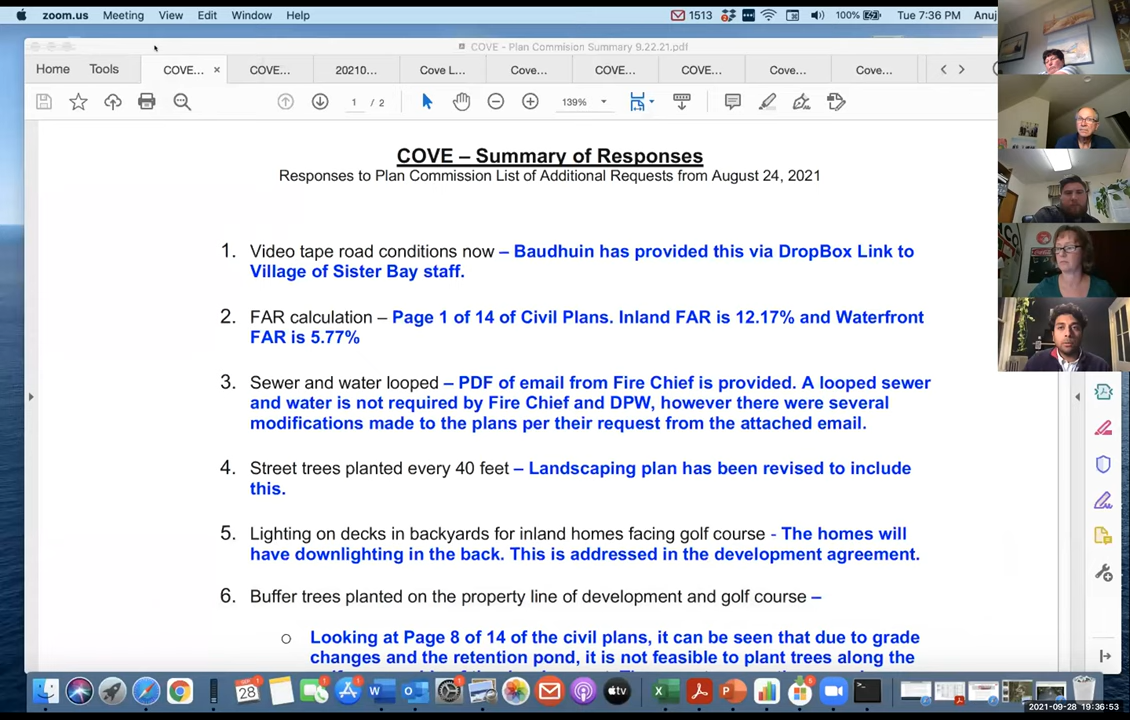 zoom.us Meeting View Edit Window Help 1513 100% Tue 7:36 PM Anuj
COVE - Plan Commision Summary 9.22.21.pdf
Home Tools COVE... × COVE... 20210... Cove L... Cove... COVE... COVE... Cove... Cove...
1 / 2 139%
COVE – Summary of Responses
Responses to Plan Commission List of Additional Requests from August 24, 2021
1. Video tape road conditions now – Baudhuin has provided this via DropBox Link to
Village of Sister Bay staff.
2. FAR calculation – Page 1 of 14 of Civil Plans. Inland FAR is 12.17% and Waterfront
FAR is 5.77%
3. Sewer and water looped – PDF of email from Fire Chief is provided. A looped sewer
and water is not required by Fire Chief and DPW, however there were several
modifications made to the plans per their request from the attached email.
4. Street trees planted every 40 feet – Landscaping plan has been revised to include
this.
5. Lighting on decks in backyards for inland homes facing golf course - The homes will
have downlighting in the back. This is addressed in the development agreement.
6. Buffer trees planted on the property line of development and golf course –
o Looking at Page 8 of 14 of the civil plans, it can be seen that due to grade
changes and the retention pond, it is not feasible to plant trees along the
SEP
28
tv
2021-09-28 19:36:53